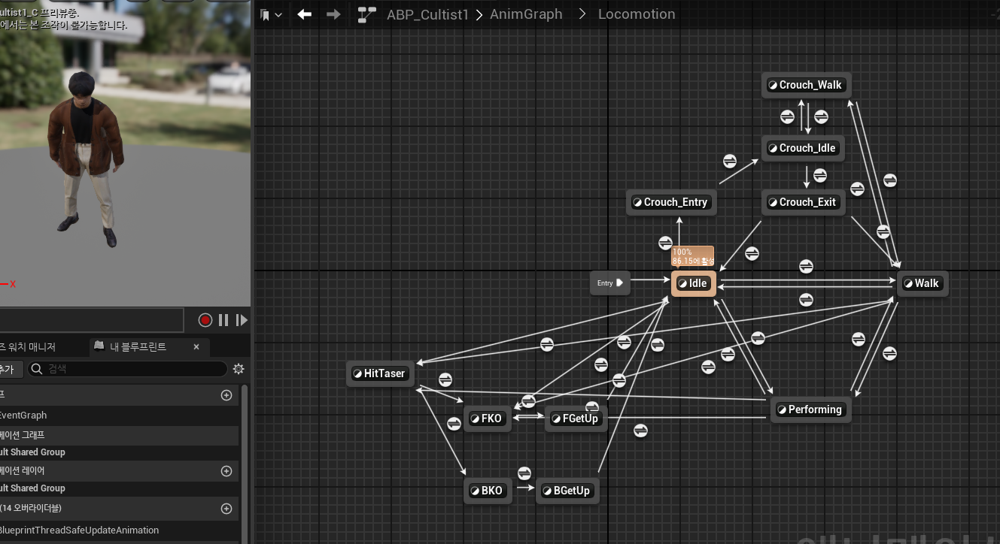 ultist1_C 프리뷰중.
에서는 본 조작이 불가능합니다.
ABP_Cultist1
AnimGraph
Locomotion
Crouch_Walk
Crouch_Idle
Crouch_Entry
Crouch_Exit
100%
86.15에 활성
Entry
Idle
Walk
X
즈 워치 매니저
내 블루프린트
추가
검색
HitTaser
FKO
FGetUp
Performing
BKO
BGetUp
프
EventGraph
메이션 그래프
ult Shared Group
메이션 레이어
ult Shared Group
(14 오버라이더블)
BlueprintThreadSafeUpdateAnimation